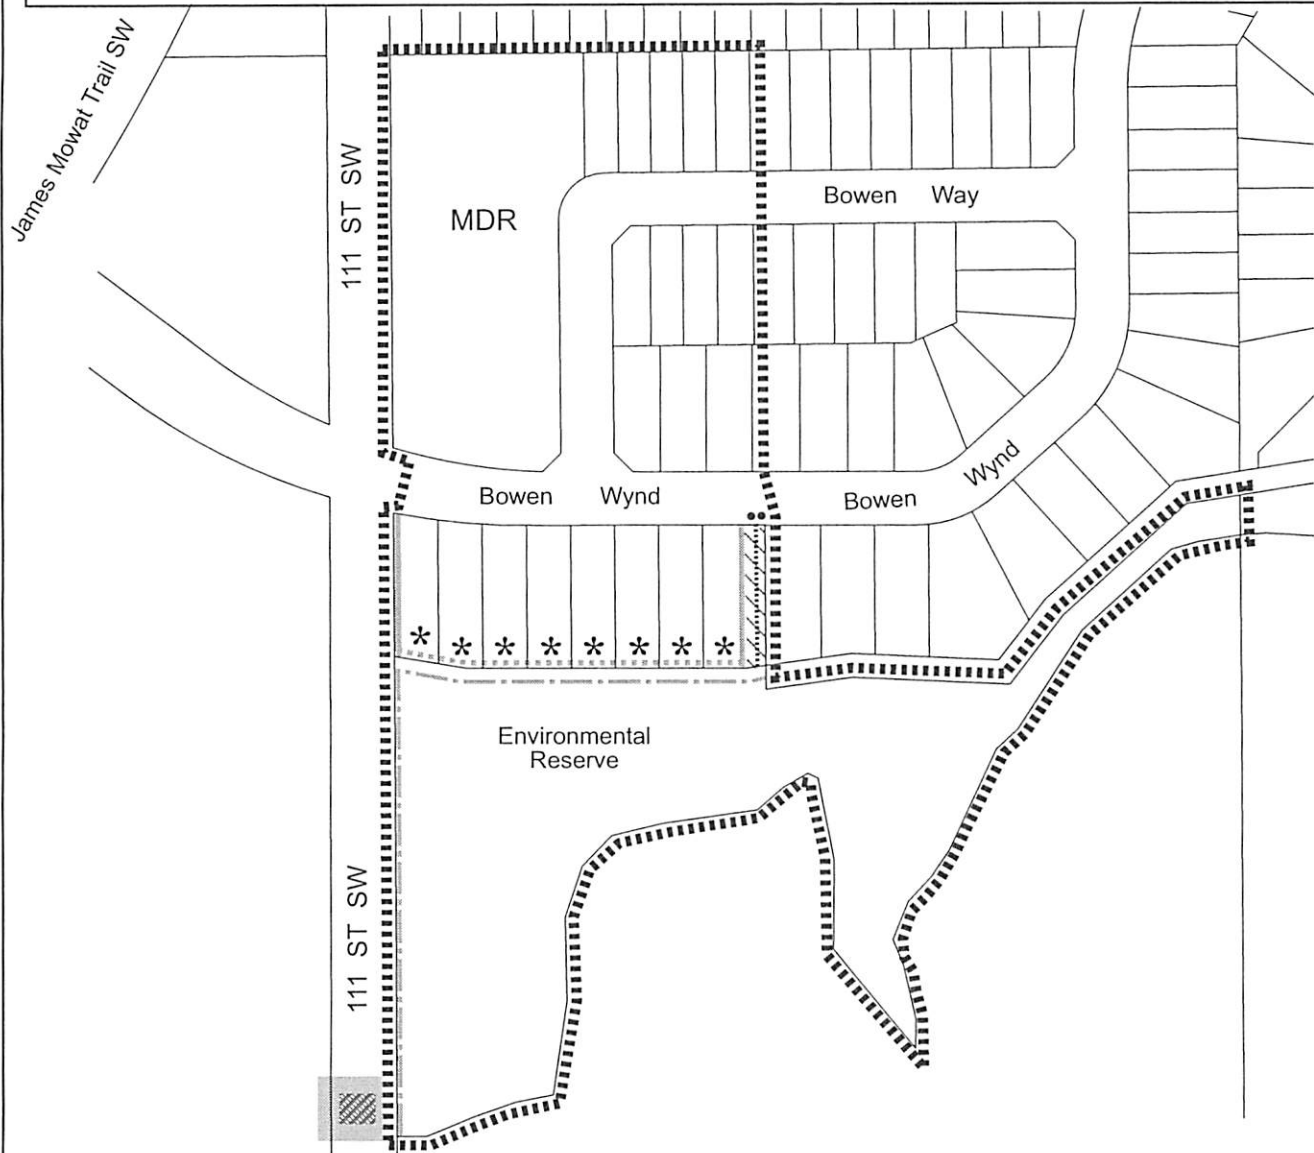 James Mowat Trail SW
111 ST SW
MDR
Bowen Way
Bowen Wynd
Bowen Wynd
Environmental
Reserve
111 ST SW